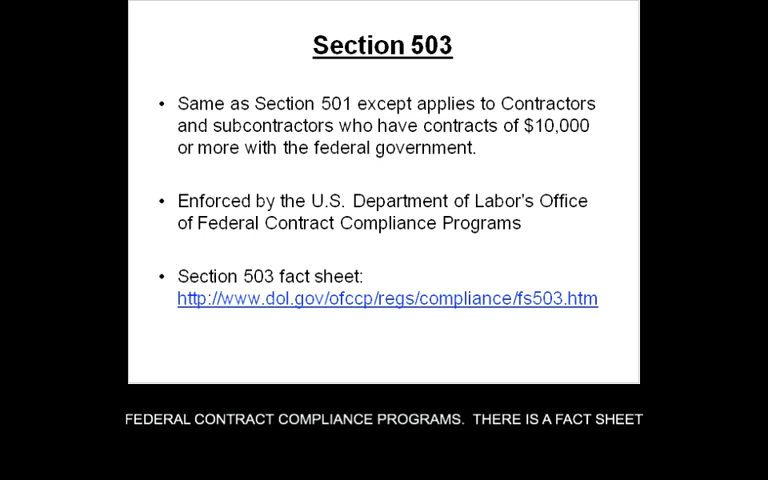 Section 503
• Same as Section 501 except applies to Contractors
and subcontractors who have contracts of $10,000
or more with the federal government.
• Enforced by the U.S. Department of Labor's Office
of Federal Contract Compliance Programs
• Section 503 fact sheet:
http://www.dol.gov/ofccp/regs/compliance/fs503.htm
FEDERAL CONTRACT COMPLIANCE PROGRAMS.  THERE IS A FACT SHEET